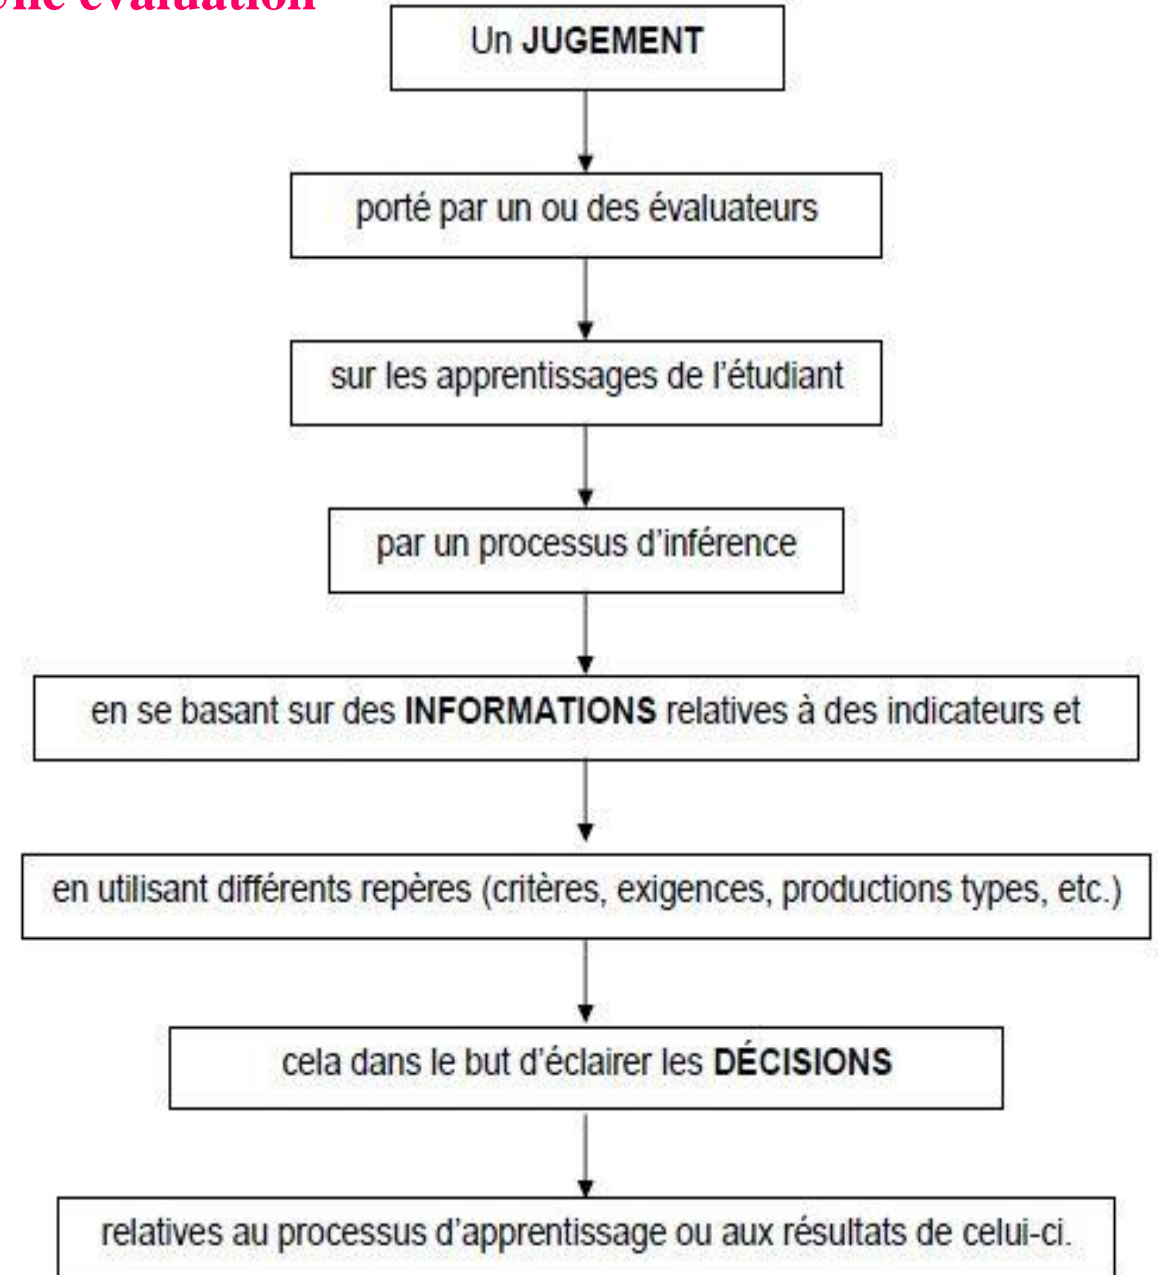 Une évaluation
Un JUGEMENT
porté par un ou des évaluateurs
sur les apprentissages de l'étudiant
par un processus d'inférence
en se basant sur des INFORMATIONS relatives à des indicateurs et
en utilisant différents repères (critères, exigences, productions types, etc.)
cela dans le but d'éclairer les DÉCISIONS
relatives au processus d'apprentissage ou aux résultats de celui-ci.